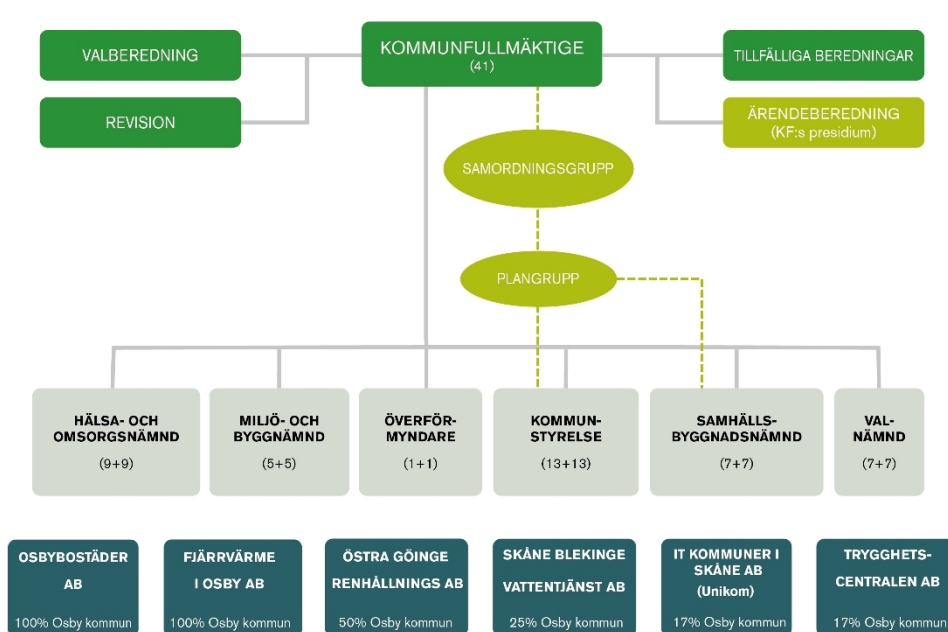 VALBEREDNING
KOMMUNFULLMÄKTIGE
(41)
TILLFÄLLIGA BEREDNINGAR
REVISION
ÄRENDEBEREDNING
(KF:s presidium)
SAMORDNINGSGRUPP
PLANGRUPP
HÄLSA- OCH
OMSORGSNÄMND
(9+9)
MILJÖ- OCH
BYGGNÄMND
(5+5)
ÖVERFÖR-
MYNDARE
(1+1)
KOMMUN-
STYRELSE
(13+13)
SAMHÄLLS-
BYGGNADSNÄMND
(7+7)
VAL-
NÄMND
(7+7)
OSBYBOSTÄDER
AB
100% Osby kommun
FJÄRRVÄRME
I OSBY AB
100% Osby kommun
ÖSTRA GÖINGE
RENHÅLLNINGS AB
50% Osby kommun
SKÅNE BLEKINGE
VATTENTJÄNST AB
25% Osby kommun
IT KOMMUNER I
SKÅNE AB
(Unikom)
17% Osby kommun
TRYGGHETS-
CENTRALEN AB
17% Osby kommun